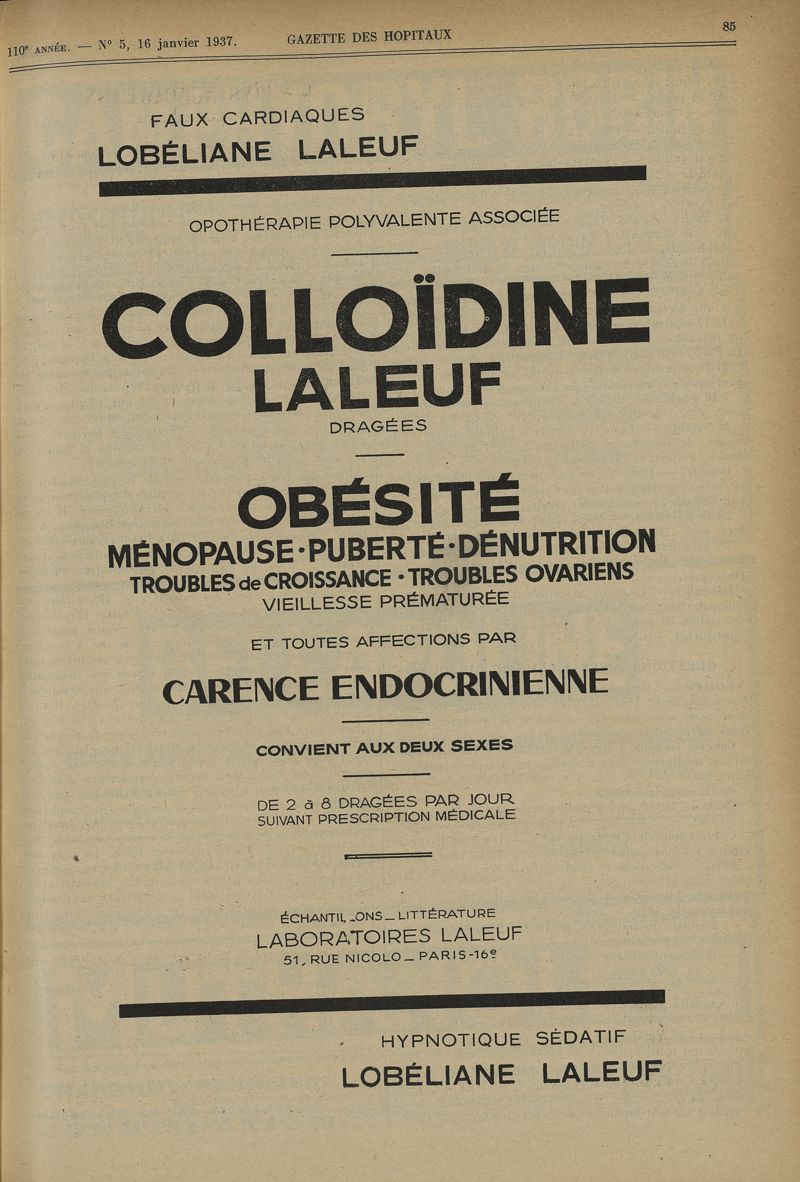 110e ANNÉE. — N° 5, 16 janvier 1937.
GAZETTE DES HOPITAUX
85
FAUX CARDIAQUES
LOBÉLIANE LALEUF
OPOTHÉRAPIE POLYVALENTE ASSOCIÉE
COLLOÏDINE
LALEUF
DRAGÉES
OBÉSITÉ
MÉNOPAUSE·PUBERTÉ·DÉNUTRITION
TROUBLES de CROISSANCE · TROUBLES OVARIENS
VIEILLESSE PRÉMATURÉE
ET TOUTES AFFECTIONS PAR
CARENCE ENDOCRINIENNE
CONVIENT AUX DEUX SEXES
DE 2 à 8 DRAGÉES PAR JOUR
SUIVANT PRESCRIPTION MÉDICALE
ÉCHANTILLONS _ LITTÉRATURE
LABORATOIRES LALEUF
51, RUE NICOLO _ PARIS-16e
HYPNOTIQUE SÉDATIF
LOBÉLIANE LALEUF